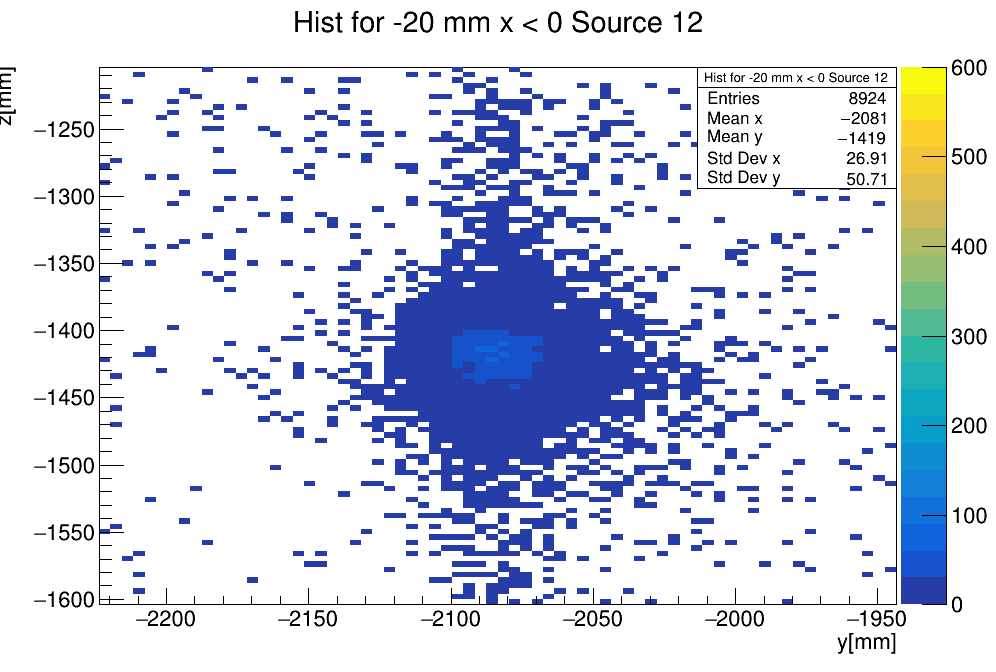 Hist for -20 mm x < 0 Source 12
z[mm]
Hist for -20 mm x < 0 Source 12
Entries 8924
Mean x −2081
Mean y −1419
Std Dev x 26.91
Std Dev y 50.71
−1250
−1300
−1350
−1400
−1450
−1500
−1550
−1600
−2200 −2150 −2100 −2050 −2000 −1950
y[mm]
600
500
400
300
200
100
0